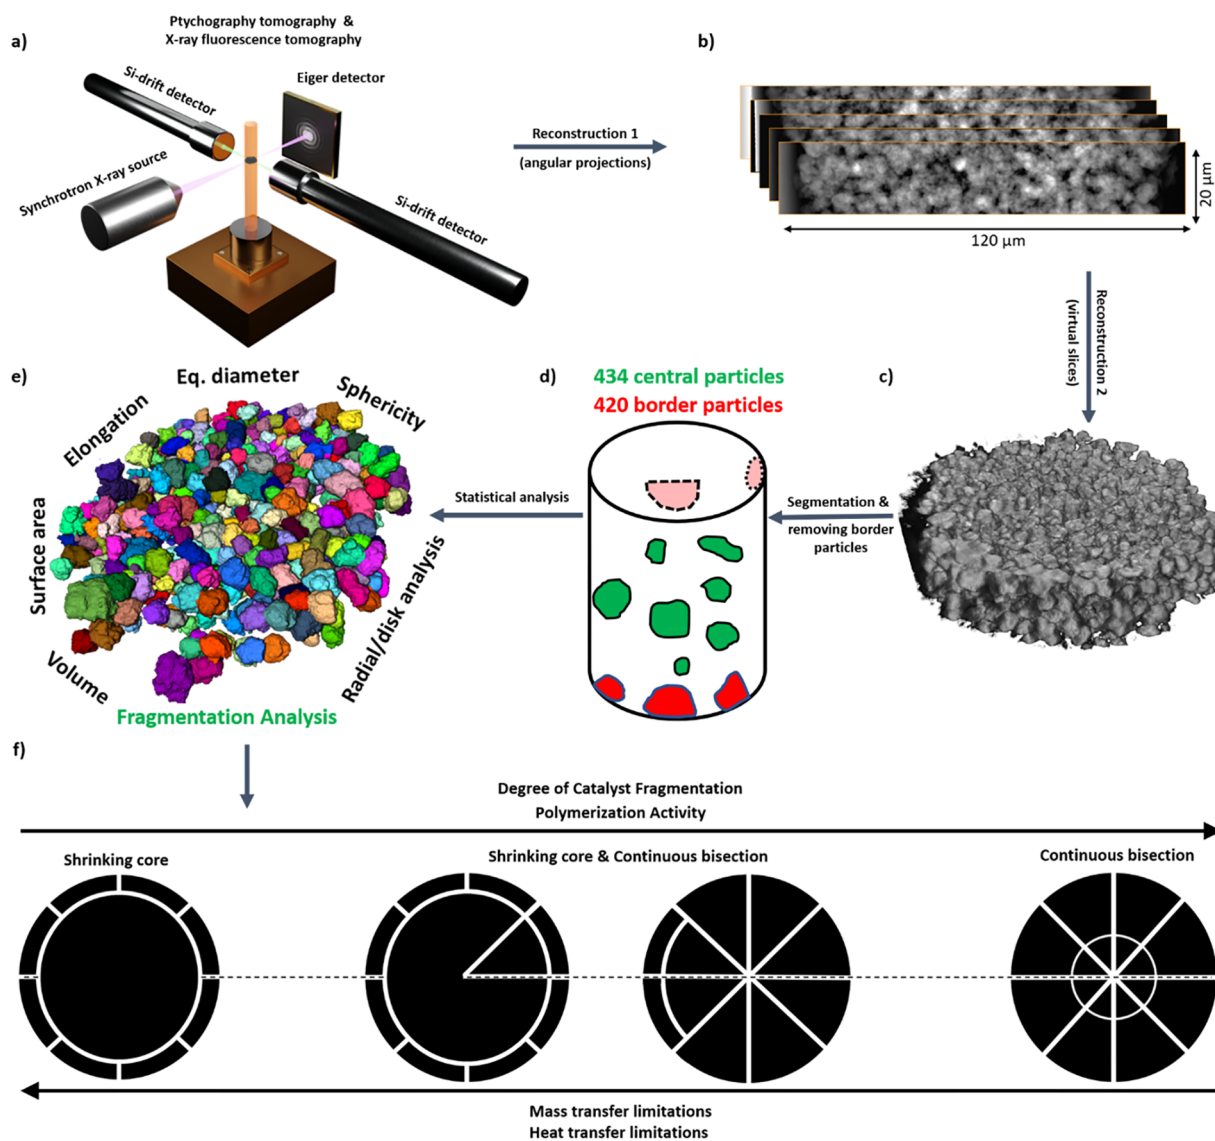 a)
Ptychography tomography &
X-ray fluorescence tomography
Si-drift detector
Eiger detector
Synchrotron X-ray source
Si-drift detector
Reconstruction 1
(angular projections)
b)
20 µm
120 µm
Reconstruction 2
(virtual slices)
c)
Segmentation &
removing border
particles
d)
434 central particles
420 border particles
Statistical analysis
e)
Eq. diameter
Sphericity
Elongation
Surface area
Volume
Radial/disk analysis
Fragmentation Analysis
f)
Degree of Catalyst Fragmentation
Polymerization Activity
Shrinking core
Shrinking core & Continuous bisection
Continuous bisection
Mass transfer limitations
Heat transfer limitations